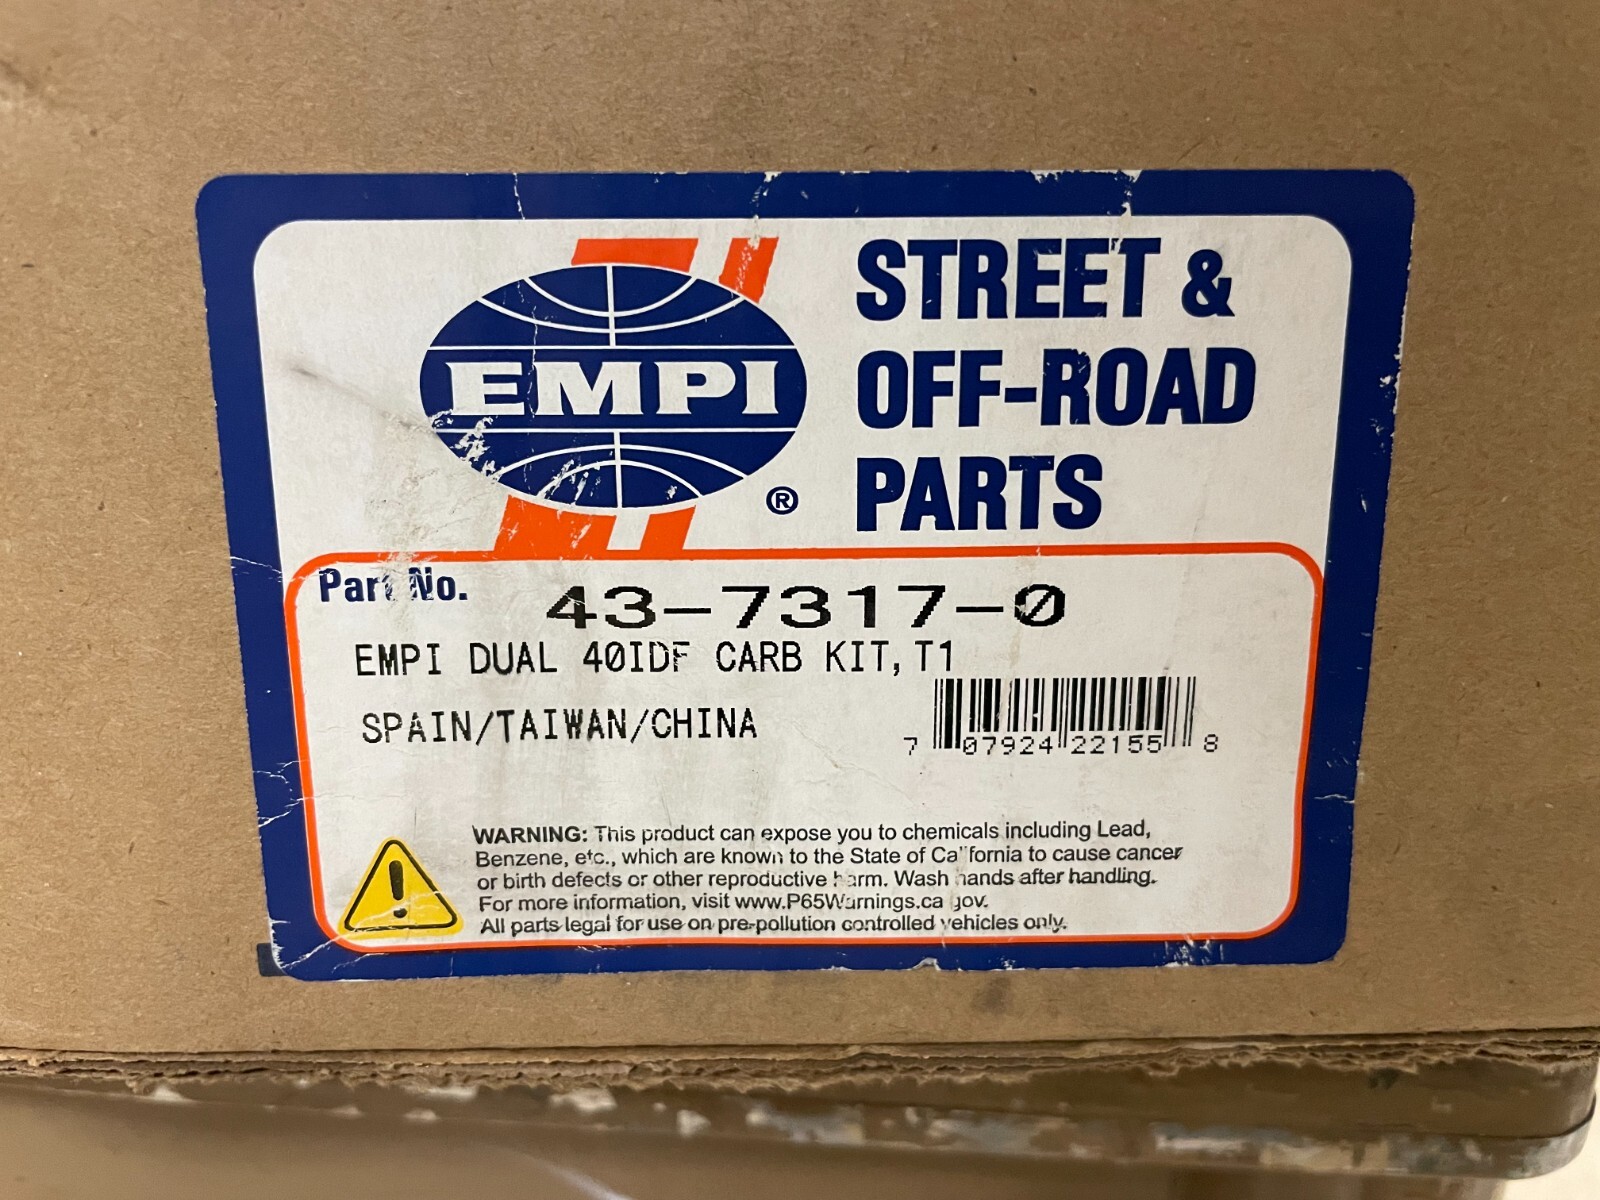 EMPI
®
STREET &
OFF-ROAD
PARTS
Part No. 43-7317-0
EMPI DUAL 40IDF CARB KIT, T1
SPAIN/TAIWAN/CHINA
7 07924 22155 8
WARNING: This product can expose you to chemicals including Lead,
Benzene, etc., which are known to the State of California to cause cancer
or birth defects or other reproductive harm. Wash hands after handling.
For more information, visit www.P65Warnings.ca.gov.
All parts legal for use on pre-pollution controlled vehicles only.